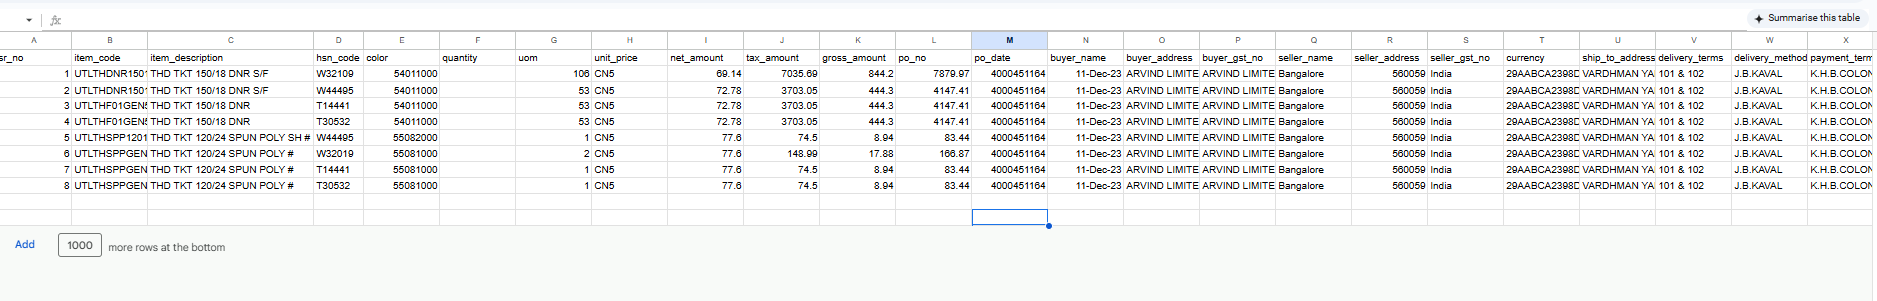 fx
Summarise this table
A B C D E F G H I J K L M N O P Q R S T U V W X
sr_no item_code item_description hsn_code color quantity uom unit_price net_amount tax_amount gross_amount po_no po_date buyer_name buyer_address buyer_gst_no seller_name seller_address seller_gst_no currency ship_to_address delivery_terms delivery_method payment_term
1 UTLTHDNR150 THD TKT 150/18 DNR S/F W32109 54011000 106 CN5 69.14 7035.69 844.2 7879.97 4000451164 11-Dec-23 ARVIND LIMITE ARVIND LIMITE Bangalore 560059 India 29AABCA2398D VARDHMAN YA 101 & 102 J.B.KAVAL K.H.B.COLON
2 UTLTHDNR150 THD TKT 150/18 DNR S/F W44495 54011000 53 CN5 72.78 3703.05 444.3 4147.41 4000451164 11-Dec-23 ARVIND LIMITE ARVIND LIMITE Bangalore 560059 India 29AABCA2398D VARDHMAN YA 101 & 102 J.B.KAVAL K.H.B.COLON
3 UTLTHF01GEN THD TKT 150/18 DNR T14441 54011000 53 CN5 72.78 3703.05 444.3 4147.41 4000451164 11-Dec-23 ARVIND LIMITE ARVIND LIMITE Bangalore 560059 India 29AABCA2398D VARDHMAN YA 101 & 102 J.B.KAVAL K.H.B.COLON
4 UTLTHF01GEN THD TKT 150/18 DNR T30532 54011000 53 CN5 72.78 3703.05 444.3 4147.41 4000451164 11-Dec-23 ARVIND LIMITE ARVIND LIMITE Bangalore 560059 India 29AABCA2398D VARDHMAN YA 101 & 102 J.B.KAVAL K.H.B.COLON
5 UTLTHSPP1201 THD TKT 120/24 SPUN POLY SH # W44495 55082000 1 CN5 77.6 74.5 8.94 83.44 4000451164 11-Dec-23 ARVIND LIMITE ARVIND LIMITE Bangalore 560059 India 29AABCA2398D VARDHMAN YA 101 & 102 J.B.KAVAL K.H.B.COLON
6 UTLTHSPPGEN THD TKT 120/24 SPUN POLY # W32019 55081000 2 CN5 77.6 148.99 17.88 166.87 4000451164 11-Dec-23 ARVIND LIMITE ARVIND LIMITE Bangalore 560059 India 29AABCA2398D VARDHMAN YA 101 & 102 J.B.KAVAL K.H.B.COLON
7 UTLTHSPPGEN THD TKT 120/24 SPUN POLY # T14441 55081000 1 CN5 77.6 74.5 8.94 83.44 4000451164 11-Dec-23 ARVIND LIMITE ARVIND LIMITE Bangalore 560059 India 29AABCA2398D VARDHMAN YA 101 & 102 J.B.KAVAL K.H.B.COLON
8 UTLTHSPPGEN THD TKT 120/24 SPUN POLY # T30532 55081000 1 CN5 77.6 74.5 8.94 83.44 4000451164 11-Dec-23 ARVIND LIMITE ARVIND LIMITE Bangalore 560059 India 29AABCA2398D VARDHMAN YA 101 & 102 J.B.KAVAL K.H.B.COLON
Add 1000 more rows at the bottom